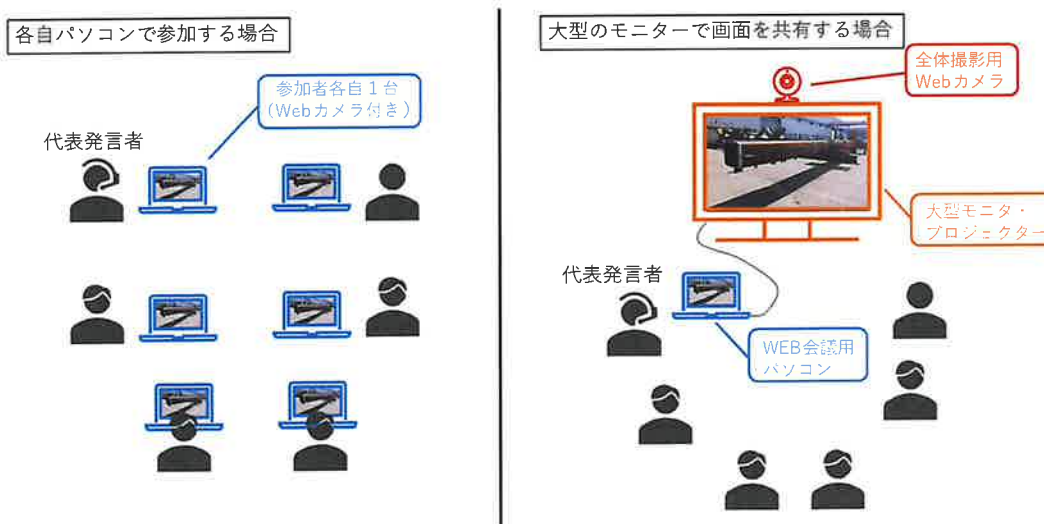 各自パソコンで参加する場合
参加者各自１台
(Webカメラ付き)
代表発言者
大型のモニターで画面を共有する場合
全体撮影用
Webカメラ
大型モニタ・
プロジェクター
代表発言者
WEB会議用
パソコン